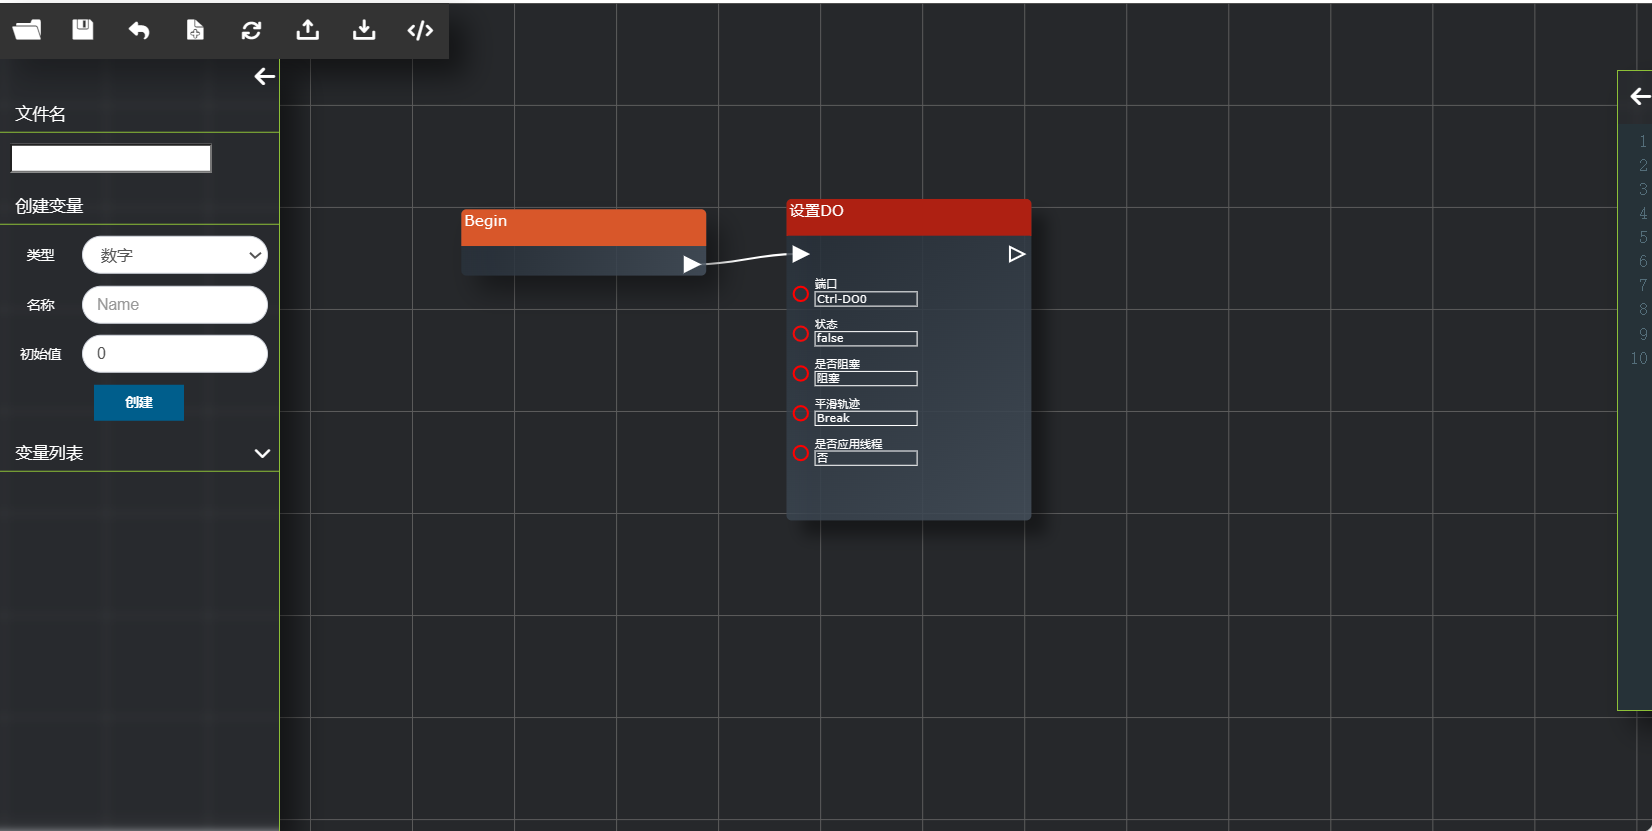 文件名
创建变量
类型 数字
名称 Name
初始值 0
创建
变量列表
Begin
设置DO
端口
Ctrl-DO0
状态
false
是否阻塞
阻塞
平滑轨迹
Break
是否应用线程
否
1
2
3
4
5
6
7
8
9
10